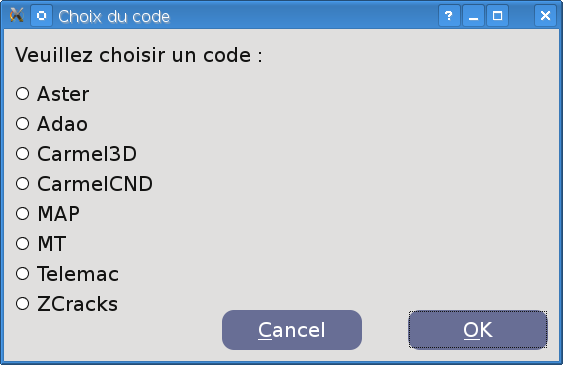 Choix du code
Veuillez choisir un code :
Aster
Adao
Carmel3D
CarmelCND
MAP
MT
Telemac
ZCracks
Cancel
OK